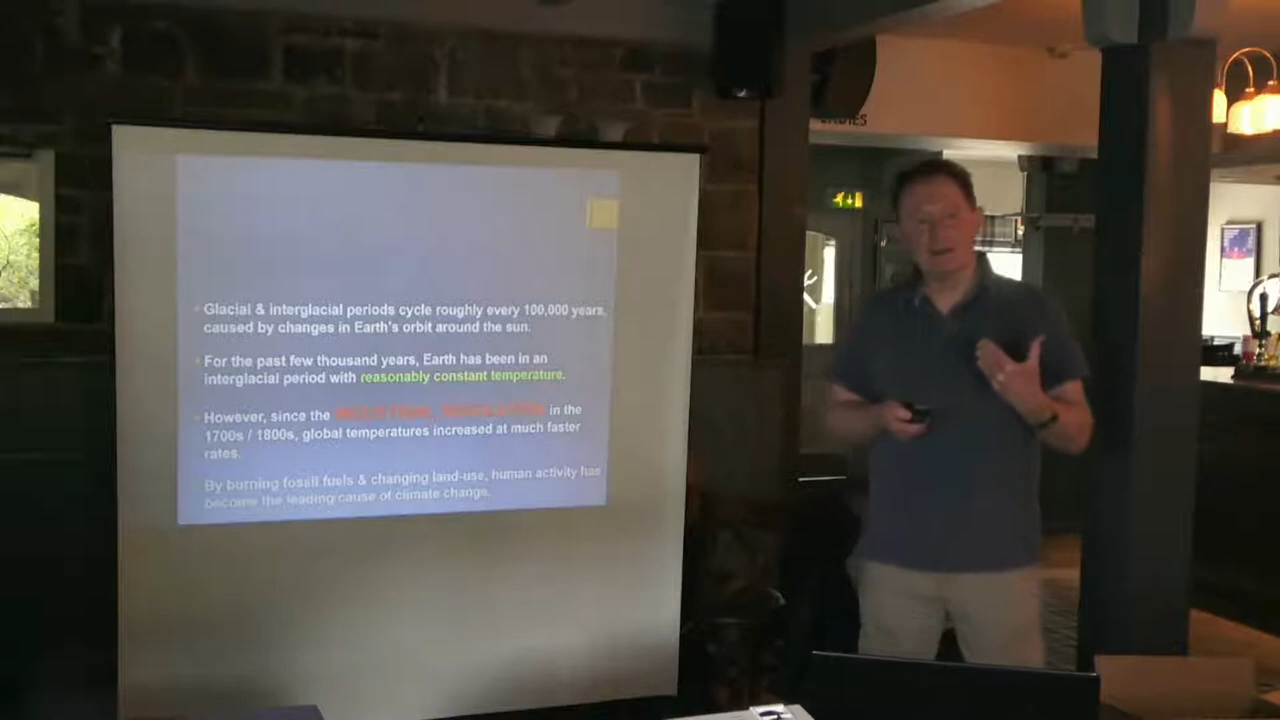 LADIES
Glacial & interglacial periods cycle roughly every 100,000 years,
caused by changes in Earth's orbit around the sun.
For the past few thousand years, Earth has been in an
interglacial period with reasonably constant temperature.
However, since the INDUSTRIAL REVOLUTION in the
1700s / 1800s, global temperatures increased at much faster
rates.
By burning fossil fuels & changing land-use, human activity has
become the leading cause of climate change.